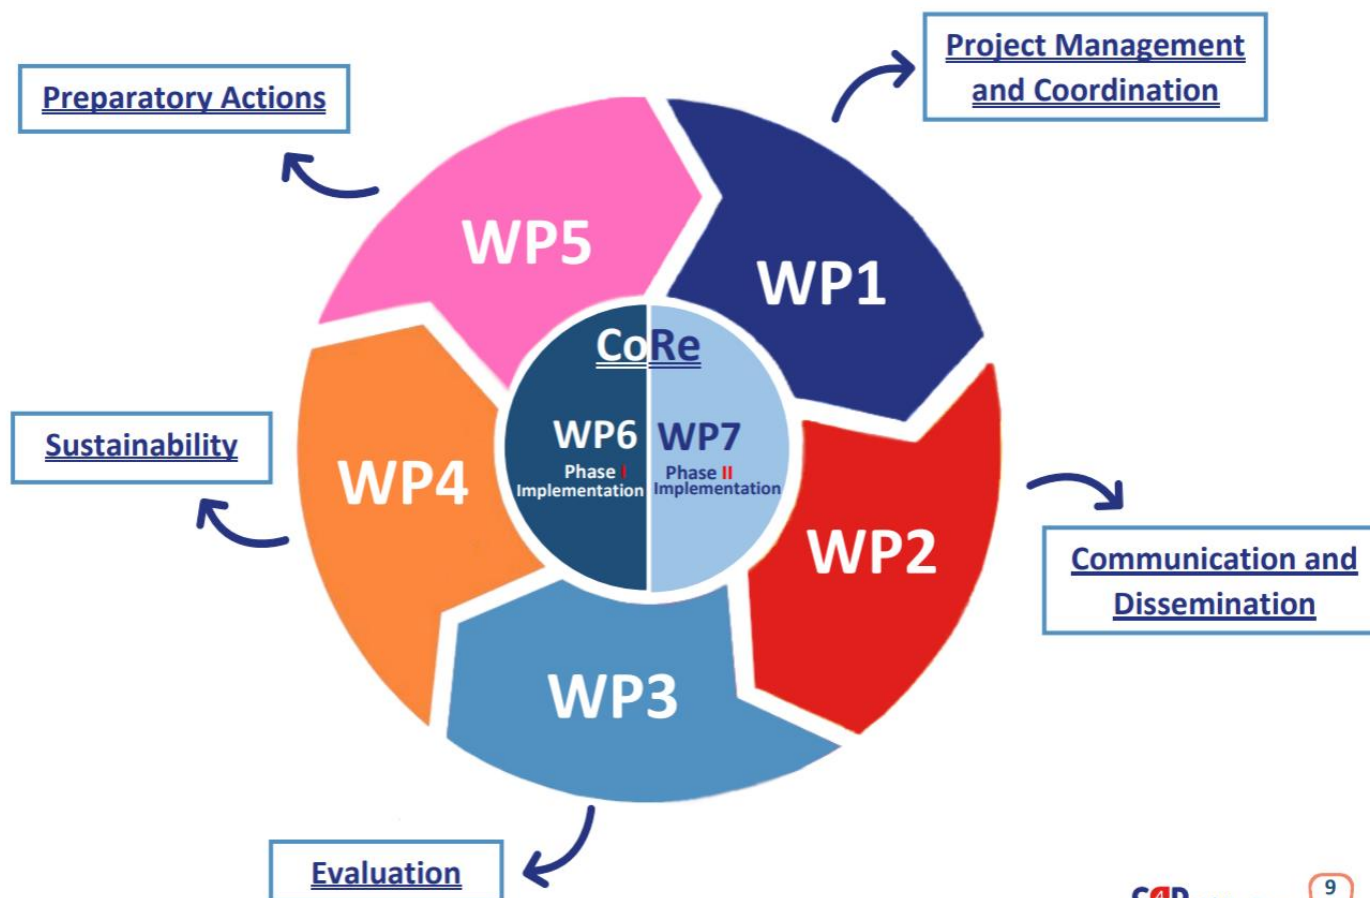 Project Management
and Coordination
Preparatory Actions
WP5
WP1
CoRe
WP6
Phase I
Implementation
WP7
Phase II
Implementation
Sustainability
WP4
WP2
Communication and
Dissemination
WP3
Evaluation
9